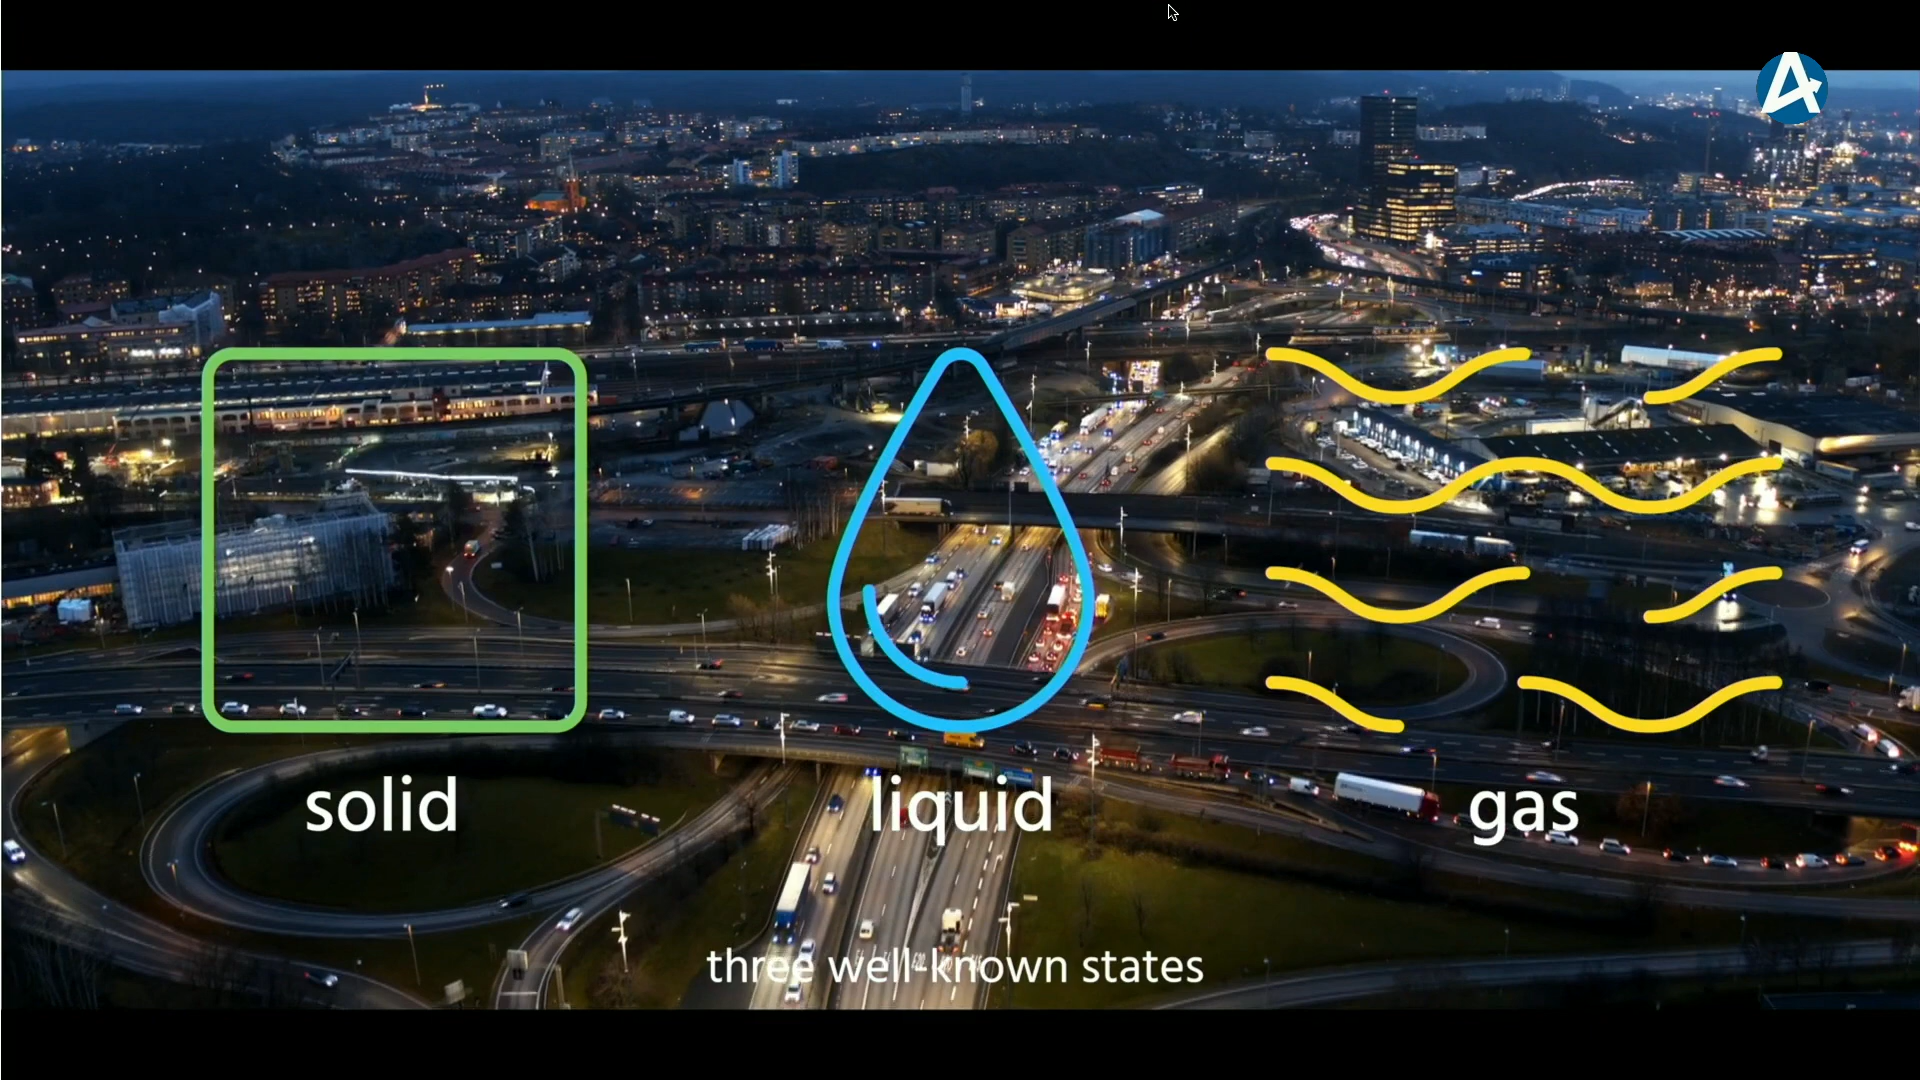 solid
liquid
gas
three well-known states